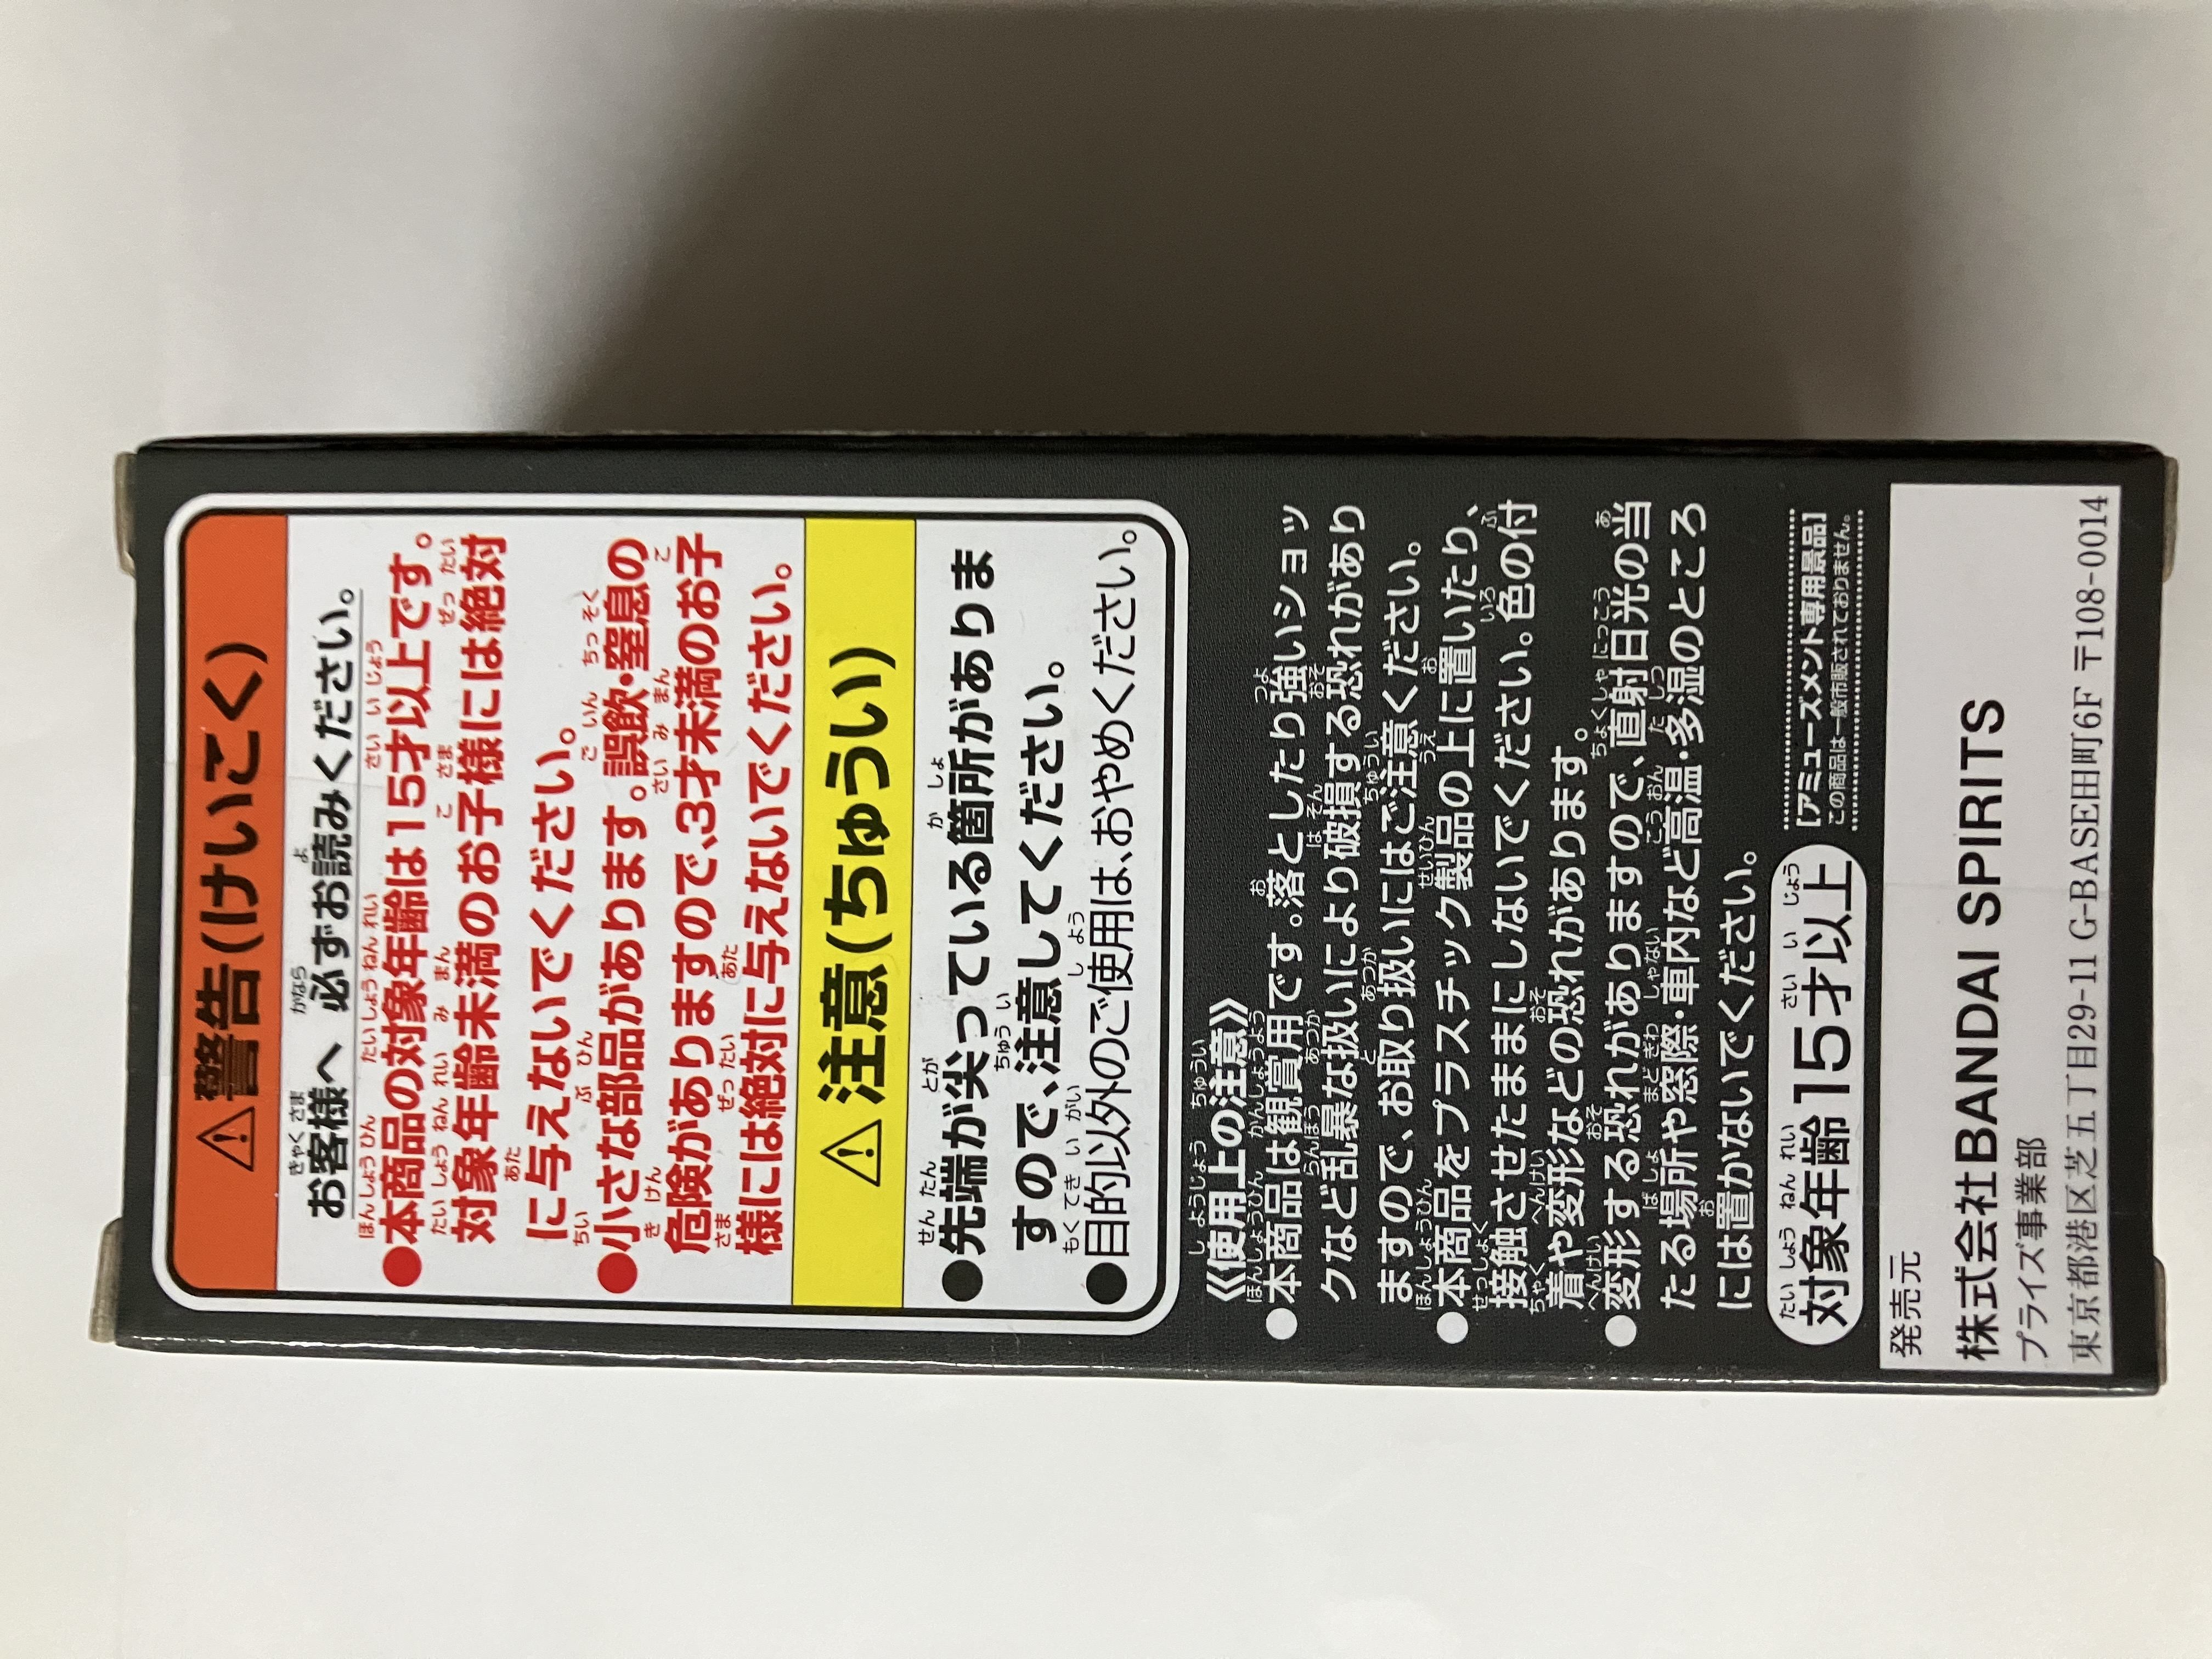 ⚠警告(けいこく)
お客様へ 必ずお読みください。
●本商品の対象年齢は15才以上です。
対象年齢未満のお子様には絶対
に与えないでください。
●小さな部品があります。誤飲・窒息の
危険がありますので、3才未満のお子
様には絶対に与えないでください。
⚠注意(ちゅうい)
●先端が尖っている箇所がありま
すので、注意してください。
●目的以外のご使用は、おやめください。
《使用上の注意》
●本商品は観賞用です。落としたり強いショッ
クなど乱暴な扱いにより破損する恐れがあり
ますので、お取り扱いにはご注意ください。
●本商品をプラスチック製品の上に置いたり、
接触させたままにしないでください。色の付
着や変形などの恐れがあります。
●変形する恐れがありますので、直射日光の当
たる場所や窓際・車内など高温・多湿のところ
には置かないでください。
対象年齢15才以上
[アミューズメント専用景品]
この商品は一般市販されておりません。
発売元
株式会社BANDAI SPIRITS
プライズ事業部
東京都港区芝五丁目29-11 G-BASE田町6F 〒108-0014